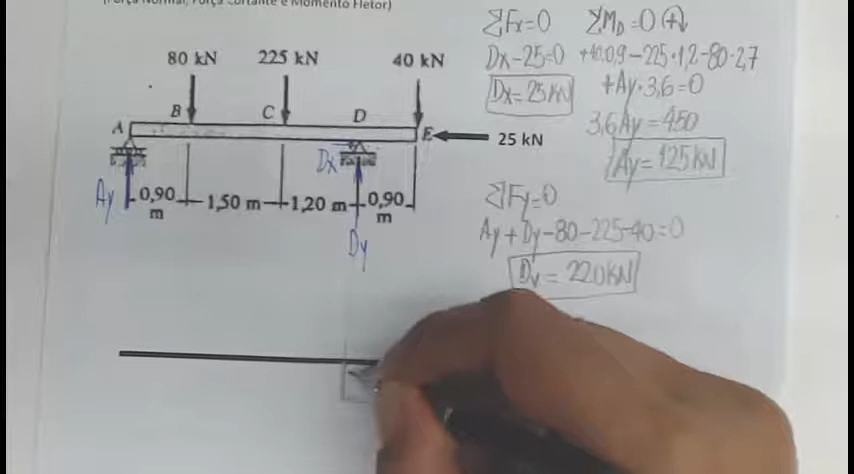 (Força Normal, Força Cortante e Momento Fletor)
80 kN 225 kN 40 kN
A B C D E 25 kN
Dx
Ay 0,90 m 1,50 m 1,20 m 0,90 m
Dy
ΣFx=0
Dx-25=0
Dx=25KN
ΣM_D=0 (+)
+40.0,9-225·1,2-80·2,7
+Ay·3,6=0
3,6Ay=450
Ay=125KN
ΣFy=0
Ay+Dy-80-225-40=0
Dy=220KN